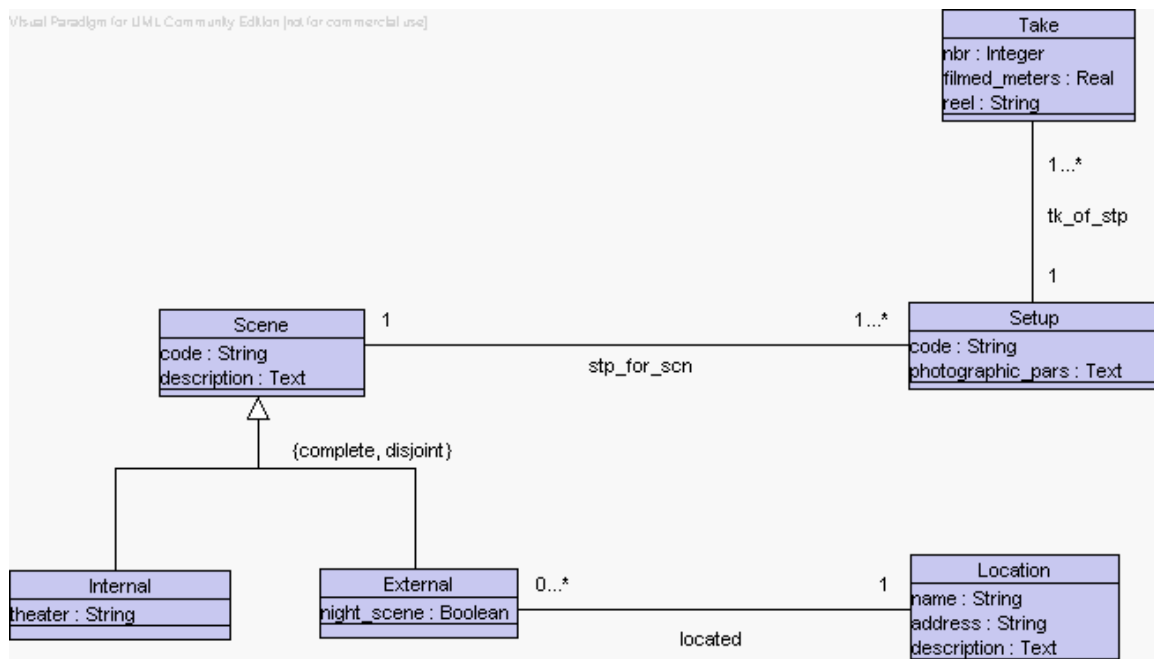 Visual Paradigm for UML Community Edition [not for commercial use]
Take
nbr : Integer
filmed_meters : Real
reel : String
1...*
tk_of_stp
1
Scene
code : String
description : Text
1
1...*
stp_for_scn
Setup
code : String
photographic_pars : Text
{complete, disjoint}
Internal
theater : String
External
night_scene : Boolean
0...*
1
located
Location
name : String
address : String
description : Text